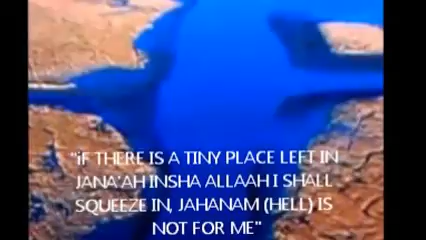 "iF THERE IS A TINY PLACE LEFT IN
JANA'AH INSHA ALLAAH I SHALL
SQUEEZE IN, JAHANAM (HELL) IS
NOT FOR ME"